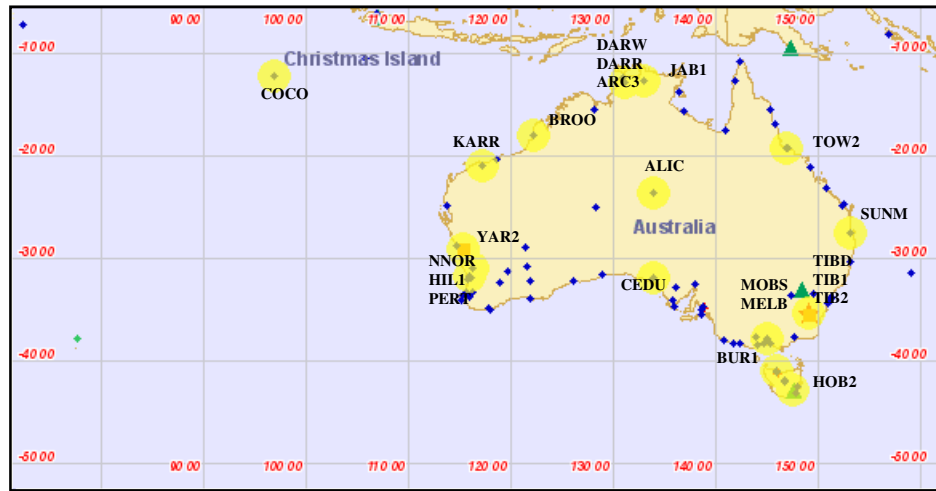 90 00 100 00 110 00 120 00 130 00 140 00 150 00
-10 00 -10 00
Christmas Island
DARW
DARR
ARC3
JAB1
COCO
BROO
KARR
TOW2
-20 00 -20 00
ALIC
SUNM
Australia
YAR2
-30 00 -30 00
NNOR
HIL1
PERT
CEDU
TIBD
TIB1
TIB2
MOBS
MELB
BUR1
-40 00 -40 00
HOB2
-50 00 -50 00
90 00 100 00 110 00 120 00 130 00 140 00 150 00